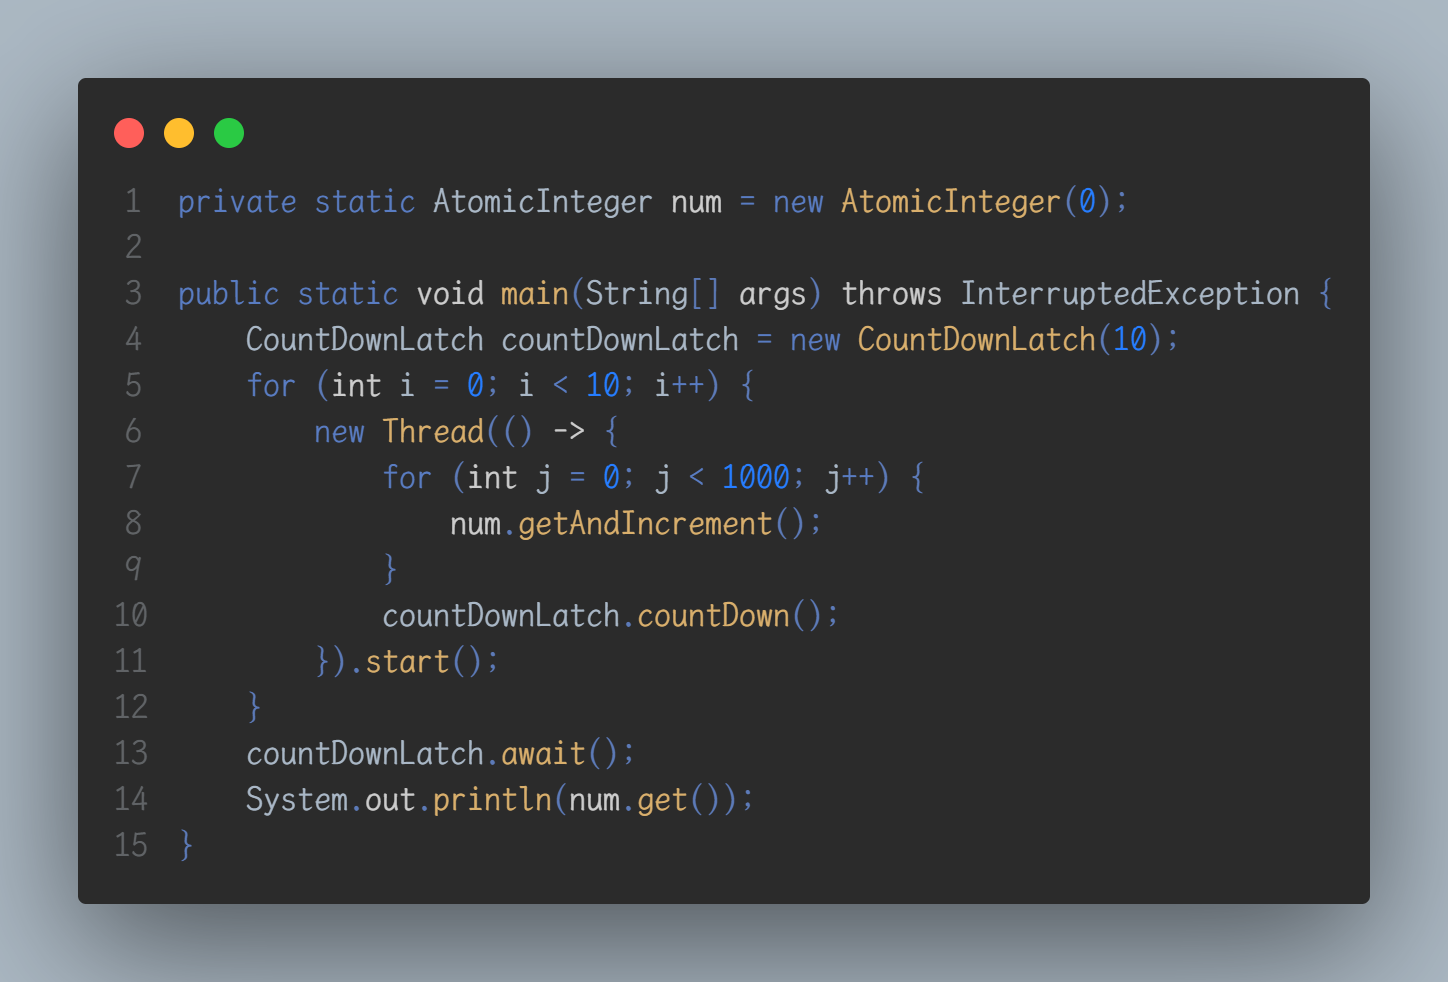 1 private static AtomicInteger num = new AtomicInteger(0);
2
3 public static void main(String[] args) throws InterruptedException {
4     CountDownLatch countDownLatch = new CountDownLatch(10);
5     for (int i = 0; i < 10; i++) {
6         new Thread(() -> {
7             for (int j = 0; j < 1000; j++) {
8                 num.getAndIncrement();
9             }
10             countDownLatch.countDown();
11         }).start();
12     }
13     countDownLatch.await();
14     System.out.println(num.get());
15 }